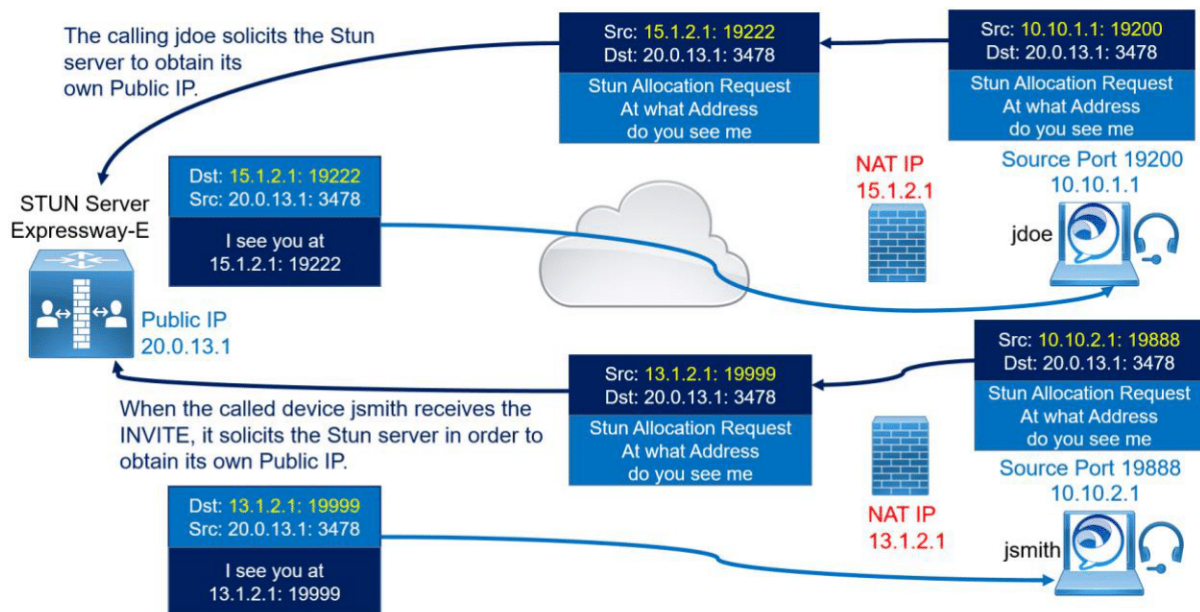 The calling jdoe solicits the Stun
server to obtain its
own Public IP.
Src: 15.1.2.1: 19222
Dst: 20.0.13.1: 3478
Stun Allocation Request
At what Address
do you see me
Src: 10.10.1.1: 19200
Dst: 20.0.13.1: 3478
Stun Allocation Request
At what Address
do you see me
STUN Server
Expressway-E
Public IP
20.0.13.1
Dst: 15.1.2.1: 19222
Src: 20.0.13.1: 3478
I see you at
15.1.2.1: 19222
NAT IP
15.1.2.1
Source Port 19200
10.10.1.1
jdoe
When the called device jsmith receives the
INVITE, it solicits the Stun server in order to
obtain its own Public IP.
Src: 13.1.2.1: 19999
Dst: 20.0.13.1: 3478
Stun Allocation Request
At what Address
do you see me
Src: 10.10.2.1: 19888
Dst: 20.0.13.1: 3478
Stun Allocation Request
At what Address
do you see me
Dst: 13.1.2.1: 19999
Src: 20.0.13.1: 3478
I see you at
13.1.2.1: 19999
NAT IP
13.1.2.1
Source Port 19888
10.10.2.1
jsmith